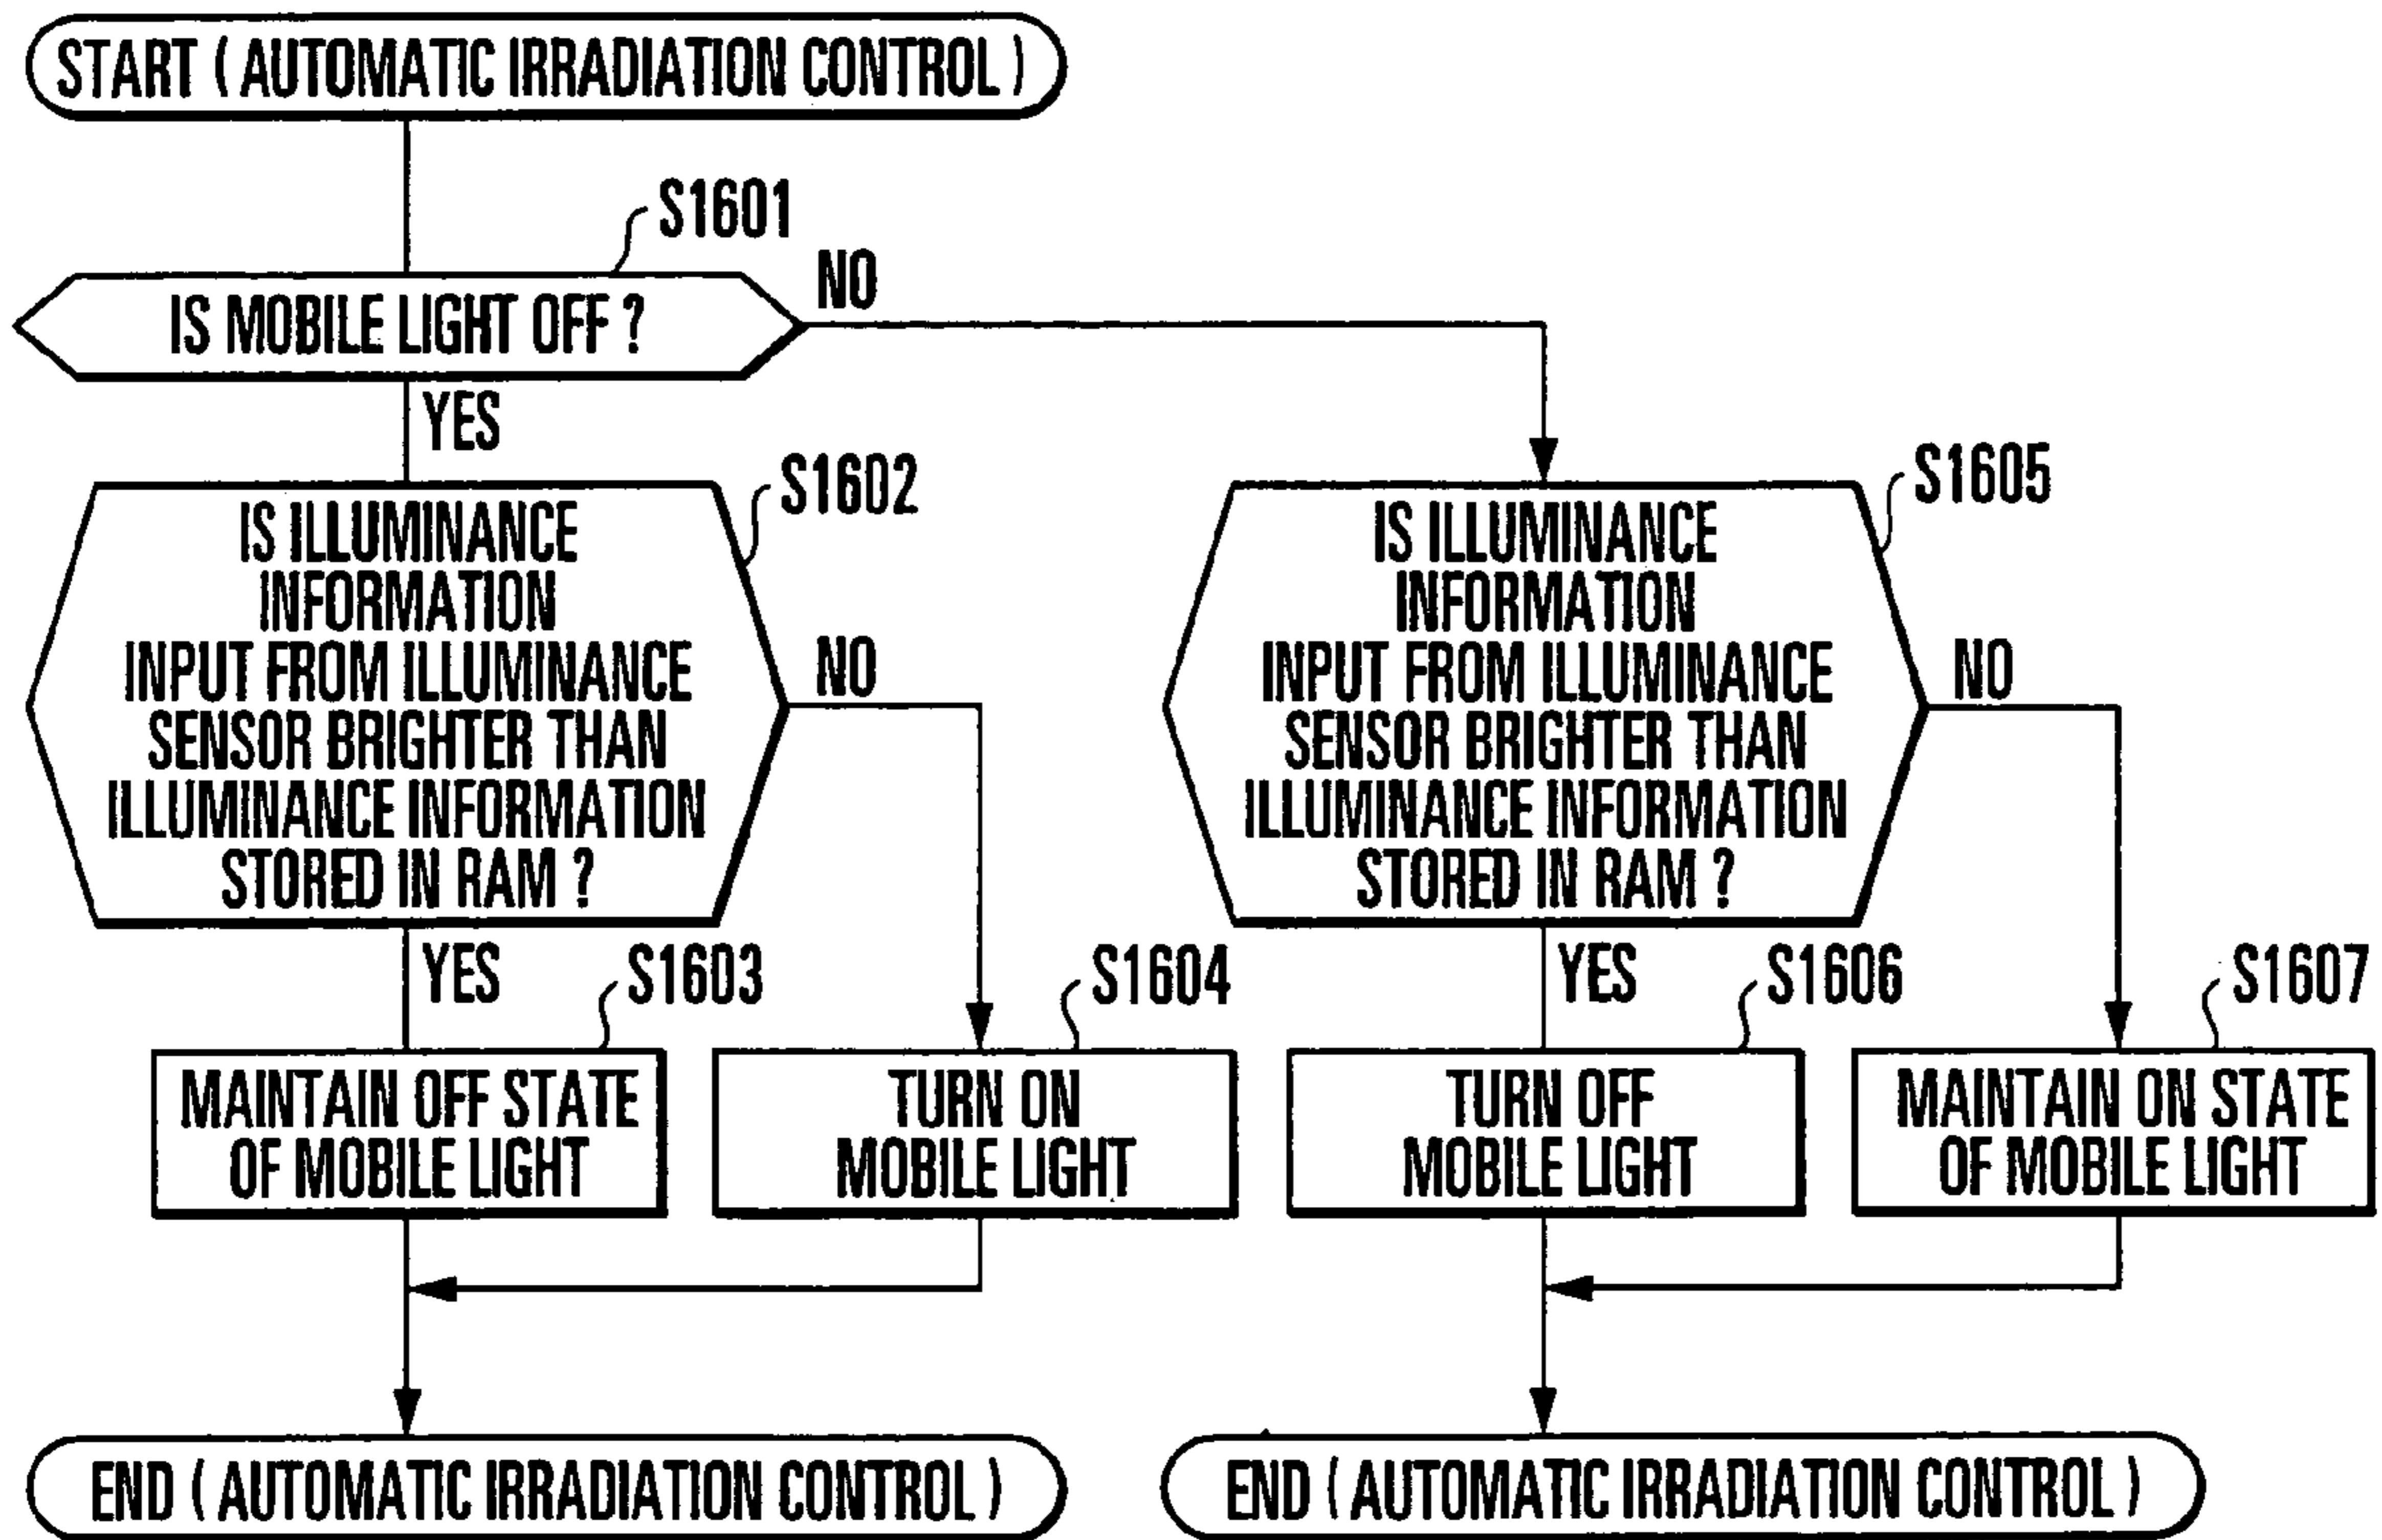 START ( AUTOMATIC IRRADIATION CONTROL )
S1601
IS MOBILE LIGHT OFF ?
NO
YES
S1602
IS ILLUMINANCE
INFORMATION
INPUT FROM ILLUMINANCE
SENSOR BRIGHTER THAN
ILLUMINANCE INFORMATION
STORED IN RAM ?
NO
YES
S1603
MAINTAIN OFF STATE
OF MOBILE LIGHT
S1604
TURN ON
MOBILE LIGHT
S1605
IS ILLUMINANCE
INFORMATION
INPUT FROM ILLUMINANCE
SENSOR BRIGHTER THAN
ILLUMINANCE INFORMATION
STORED IN RAM ?
NO
YES
S1606
TURN OFF
MOBILE LIGHT
S1607
MAINTAIN ON STATE
OF MOBILE LIGHT
END ( AUTOMATIC IRRADIATION CONTROL )
END ( AUTOMATIC IRRADIATION CONTROL )